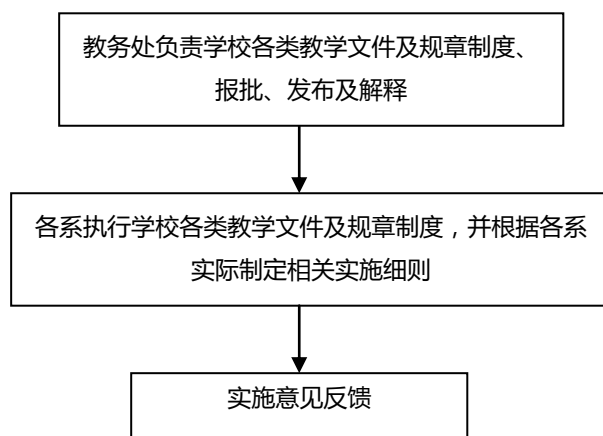 教务处负责学校各类教学文件及规章制度、
报批、发布及解释
各系执行学校各类教学文件及规章制度，并根据各系
实际制定相关实施细则
实施意见反馈